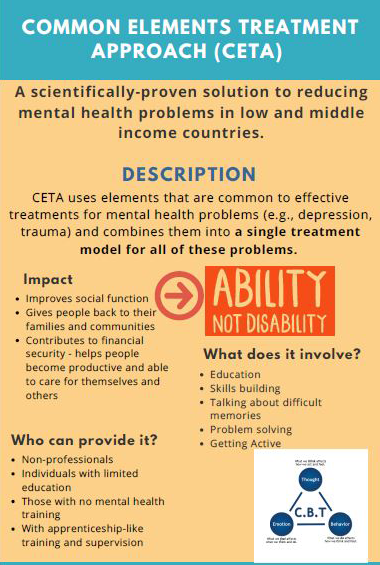 COMMON ELEMENTS TREATMENT
APPROACH (CETA)
A scientifically-proven solution to reducing
mental health problems in low and middle
income countries.
DESCRIPTION
CETA uses elements that are common to effective
treatments for mental health problems (e.g., depression,
trauma) and combines them into a single treatment
model for all of these problems.
Impact
• Improves social function
• Gives people back to their
families and communities
• Contributes to financial
security - helps people
become productive and able
to care for themselves and
others
ABILITY
NOT DISABILITY
What does it involve?
• Education
• Skills building
• Talking about difficult
memories
• Problem solving
• Getting Active
Who can provide it?
• Non-professionals
• Individuals with limited
education
• Those with no mental health
training
• With apprenticeship-like
training and supervision
Thought
C.B.T
Emotion
Behavior